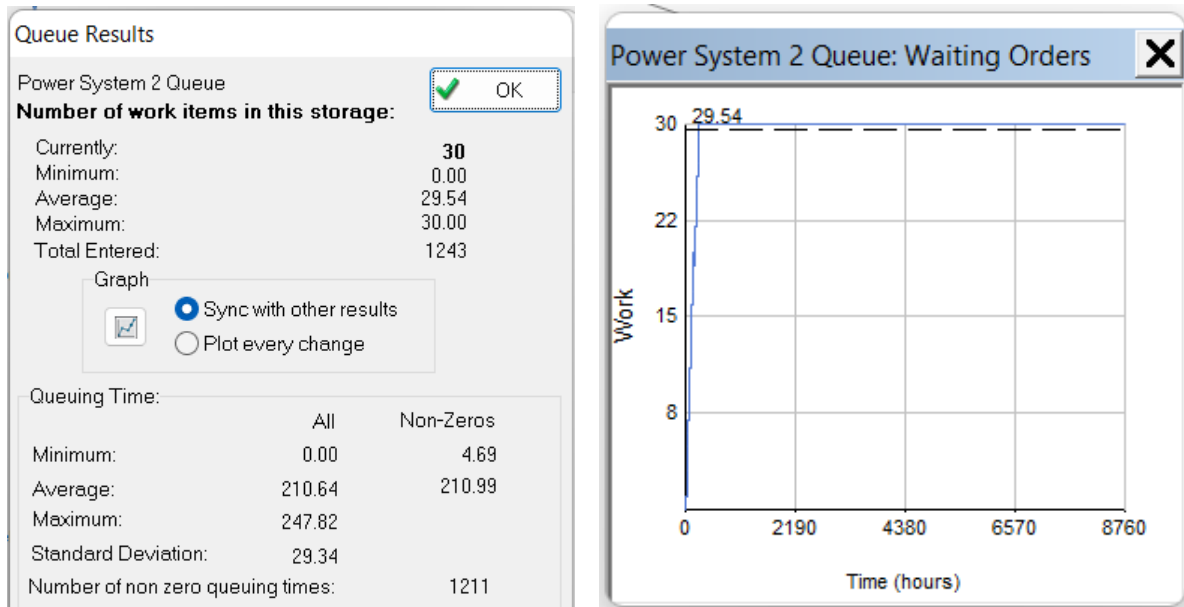 Queue Results
Power System 2 Queue
OK
Number of work items in this storage:
Currently: 30
Minimum: 0.00
Average: 29.54
Maximum: 30.00
Total Entered: 1243
Graph
Sync with other results
Plot every change
Queuing Time:
All Non-Zeros
Minimum: 0.00 4.69
Average: 210.64 210.99
Maximum: 247.82
Standard Deviation: 29.34
Number of non zero queuing times: 1211
Power System 2 Queue: Waiting Orders
30 29.54
22
Work
15
8
0 2190 4380 6570 8760
Time (hours)